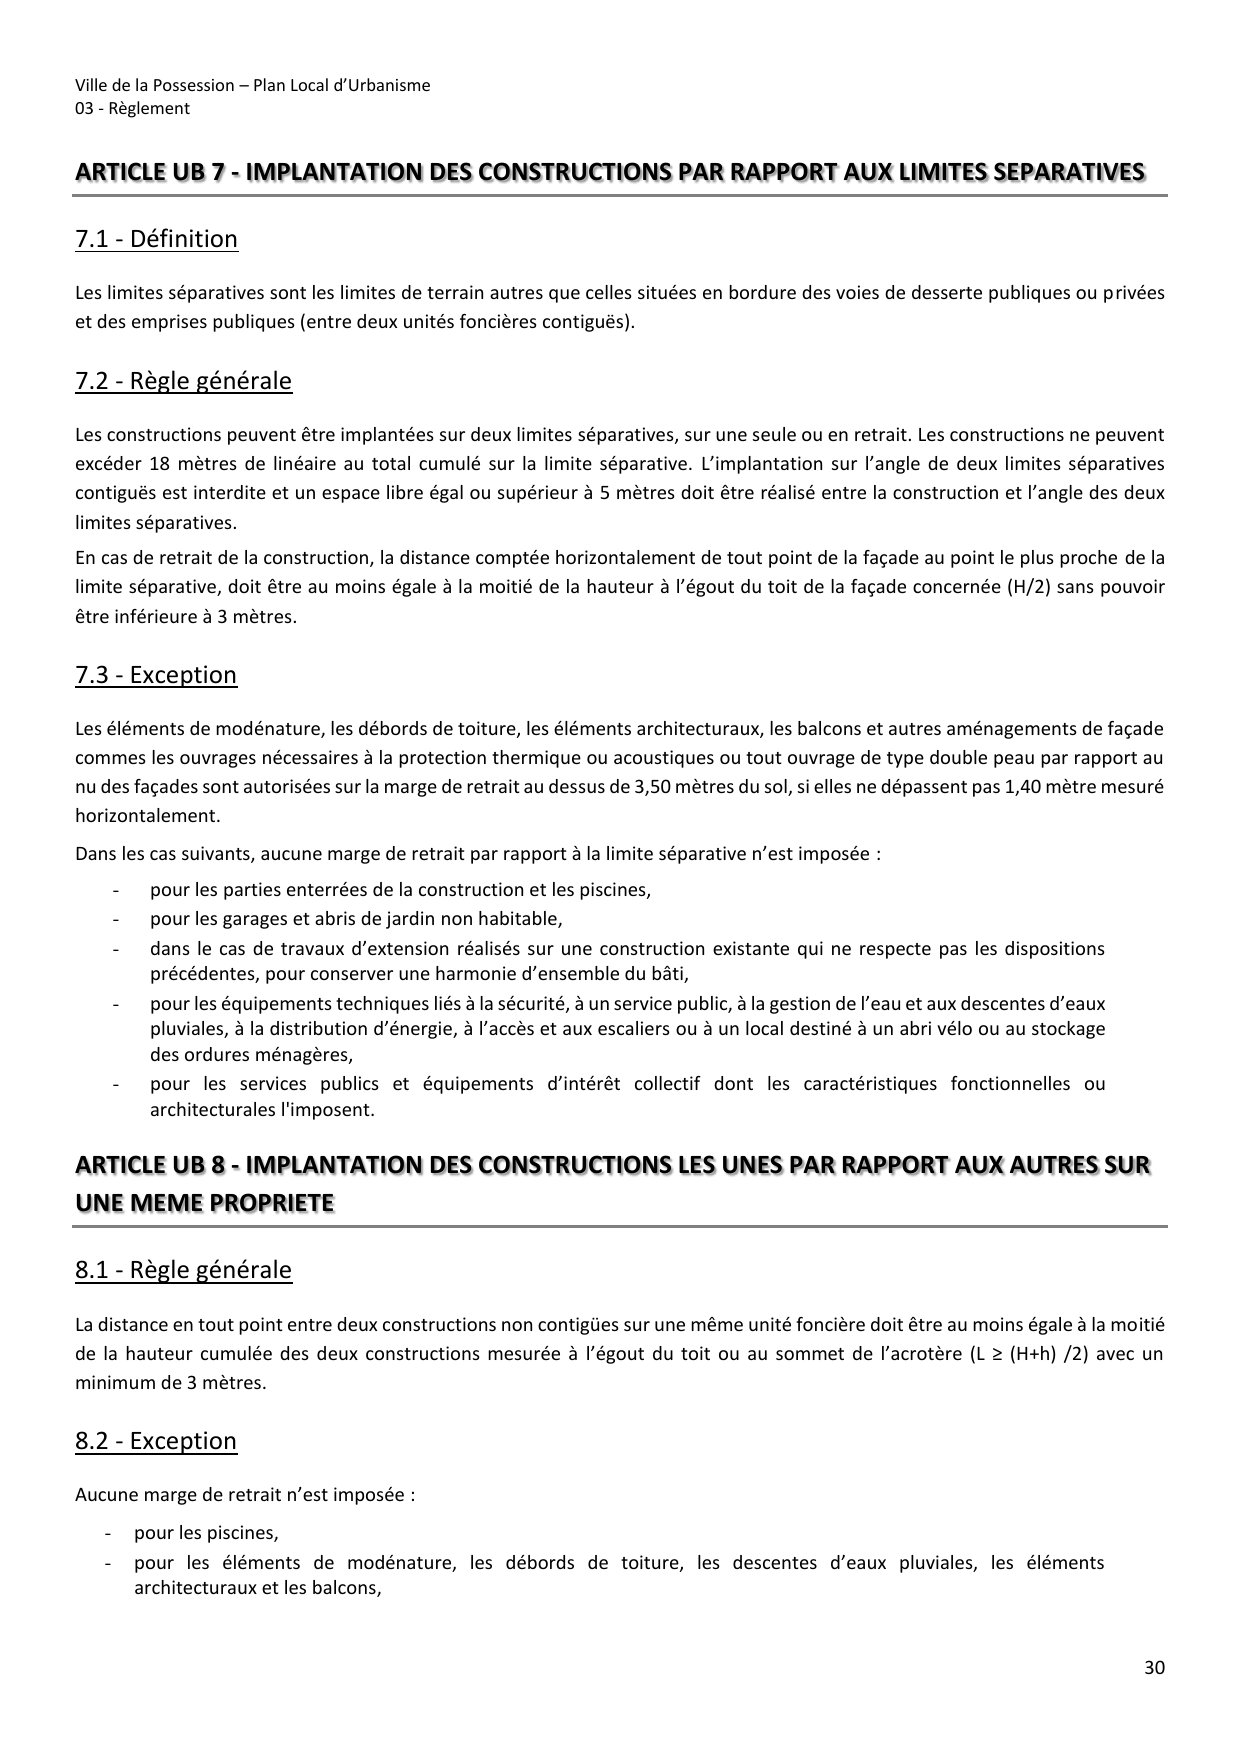 Ville de la Possession – Plan Local d’Urbanisme
03 - Règlement
ARTICLE UB 7 - IMPLANTATION DES CONSTRUCTIONS PAR RAPPORT AUX LIMITES SEPARATIVES
7.1 - Définition
Les limites séparatives sont les limites de terrain autres que celles situées en bordure des voies de desserte publiques ou privées
et des emprises publiques (entre deux unités foncières contiguës).
7.2 - Règle générale
Les constructions peuvent être implantées sur deux limites séparatives, sur une seule ou en retrait. Les constructions ne peuvent
excéder 18 mètres de linéaire au total cumulé sur la limite séparative. L’implantation sur l’angle de deux limites séparatives
contiguës est interdite et un espace libre égal ou supérieur à 5 mètres doit être réalisé entre la construction et l’angle des deux
limites séparatives.
En cas de retrait de la construction, la distance comptée horizontalement de tout point de la façade au point le plus proche de la
limite séparative, doit être au moins égale à la moitié de la hauteur à l’égout du toit de la façade concernée (H/2) sans pouvoir
être inférieure à 3 mètres.
7.3 - Exception
Les éléments de modénature, les débords de toiture, les éléments architecturaux, les balcons et autres aménagements de façade
commes les ouvrages nécessaires à la protection thermique ou acoustiques ou tout ouvrage de type double peau par rapport au
nu des façades sont autorisées sur la marge de retrait au dessus de 3,50 mètres du sol, si elles ne dépassent pas 1,40 mètre mesuré
horizontalement.
Dans les cas suivants, aucune marge de retrait par rapport à la limite séparative n’est imposée :
- pour les parties enterrées de la construction et les piscines,
- pour les garages et abris de jardin non habitable,
- dans le cas de travaux d’extension réalisés sur une construction existante qui ne respecte pas les dispositions
précédentes, pour conserver une harmonie d’ensemble du bâti,
- pour les équipements techniques liés à la sécurité, à un service public, à la gestion de l’eau et aux descentes d’eaux
pluviales, à la distribution d’énergie, à l’accès et aux escaliers ou à un local destiné à un abri vélo ou au stockage
des ordures ménagères,
- pour les services publics et équipements d’intérêt collectif dont les caractéristiques fonctionnelles ou
architecturales l'imposent.
ARTICLE UB 8 - IMPLANTATION DES CONSTRUCTIONS LES UNES PAR RAPPORT AUX AUTRES SUR
UNE MEME PROPRIETE
8.1 - Règle générale
La distance en tout point entre deux constructions non contigües sur une même unité foncière doit être au moins égale à la moitié
de la hauteur cumulée des deux constructions mesurée à l’égout du toit ou au sommet de l’acrotère (L ≥ (H+h) /2) avec un
minimum de 3 mètres.
8.2 - Exception
Aucune marge de retrait n’est imposée :
- pour les piscines,
- pour les éléments de modénature, les débords de toiture, les descentes d’eaux pluviales, les éléments
architecturaux et les balcons,
30